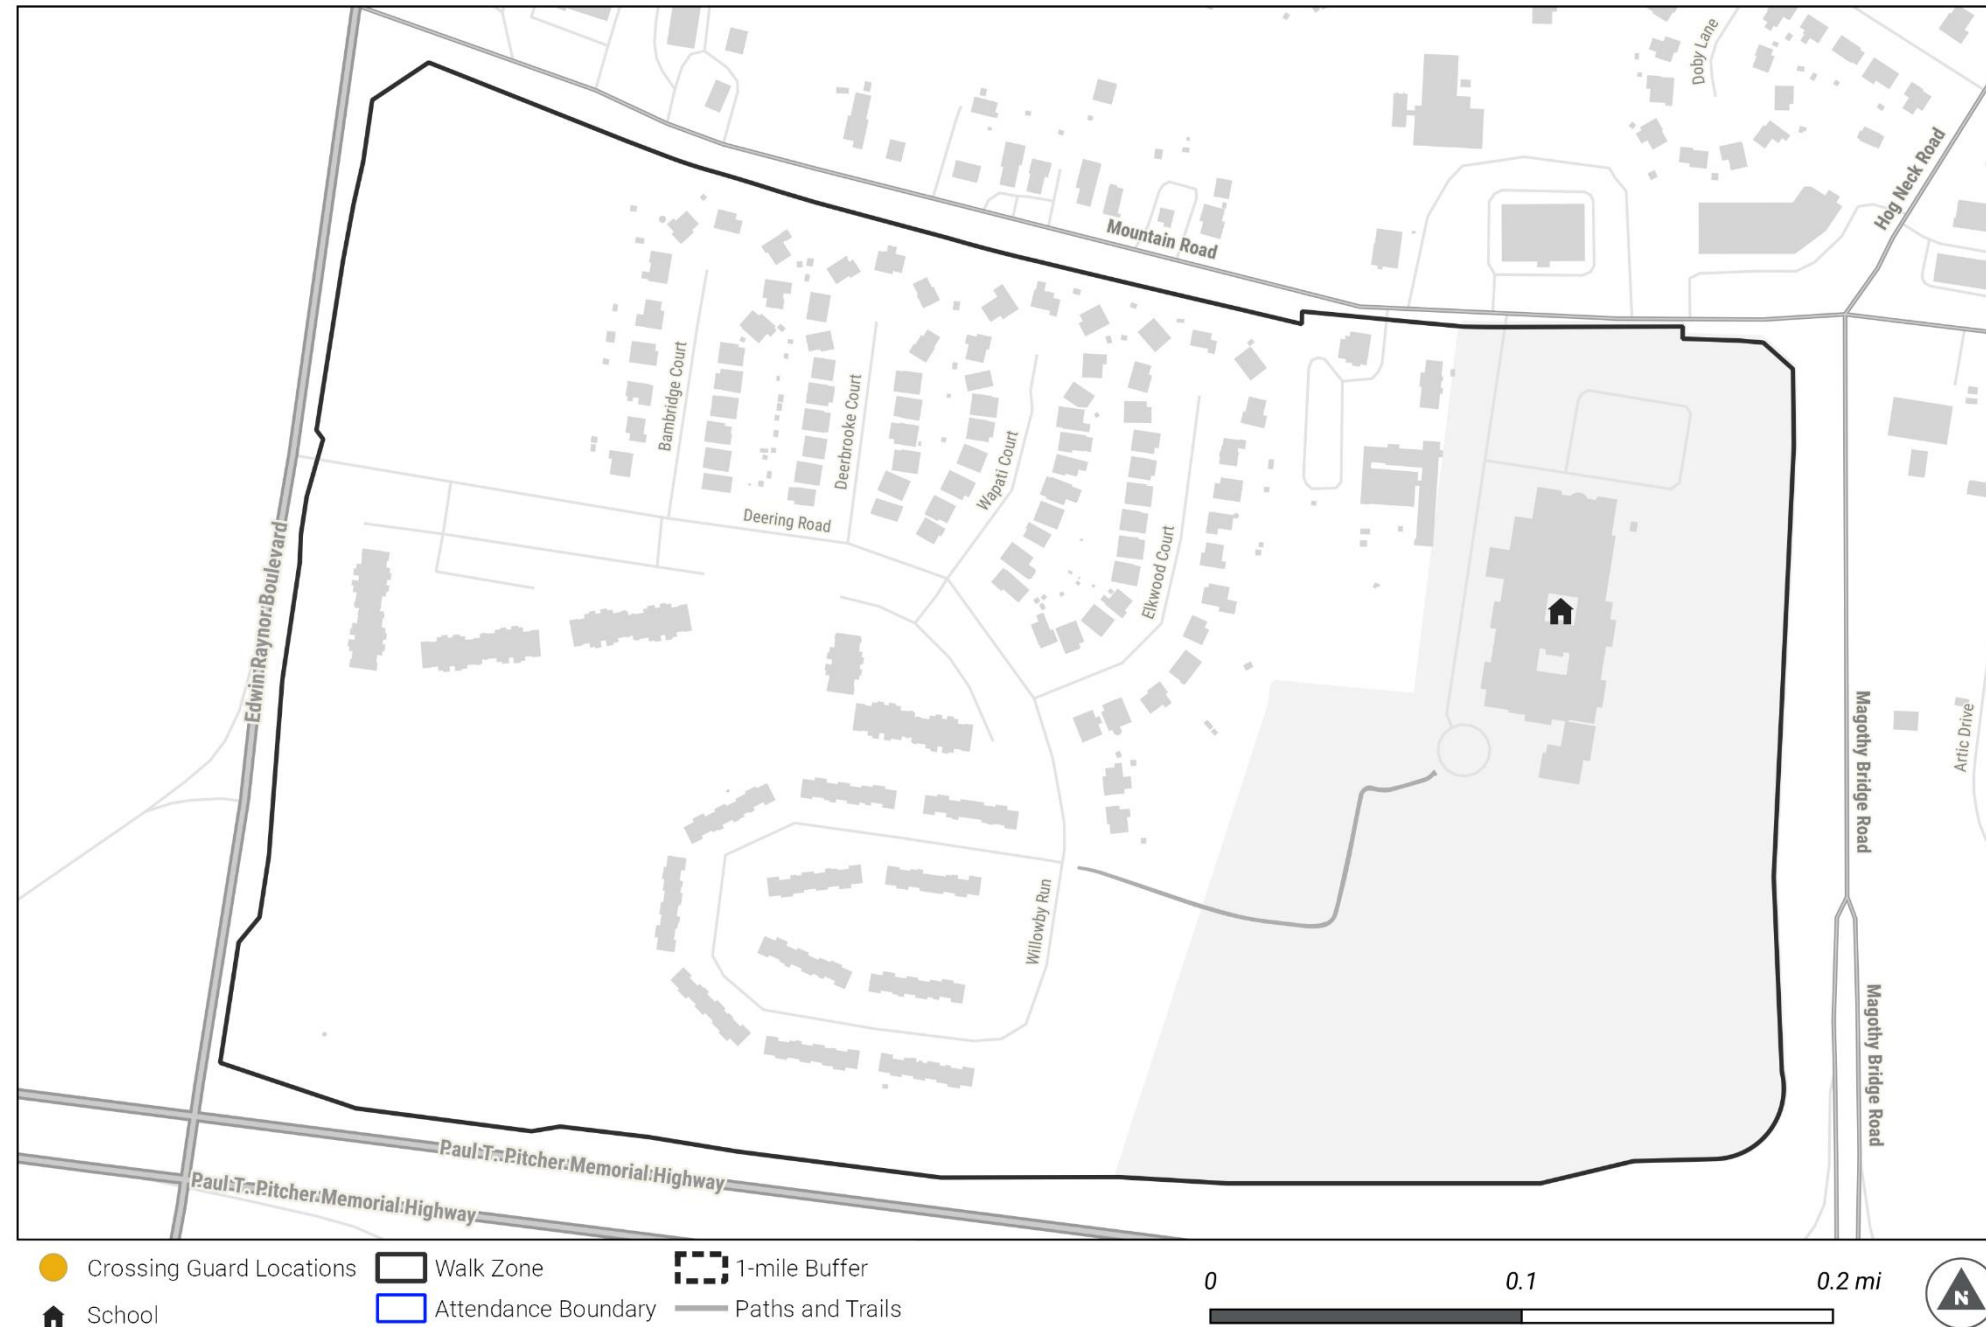 Doby Lane
Hog Neck Road
Mountain Road
Bambridge Court
Deerbrooke Court
Wapati Court
Deering Road
Elkwood Court
Edwin Raynor Boulevard
Magothy Bridge Road
Artic Drive
Willowby Run
Magothy Bridge Road
Paul T. Pitcher Memorial Highway
Paul T. Pitcher Memorial Highway
Crossing Guard Locations
Walk Zone
1-mile Buffer
School
Attendance Boundary
Paths and Trails
0 0.1 0.2 mi
N